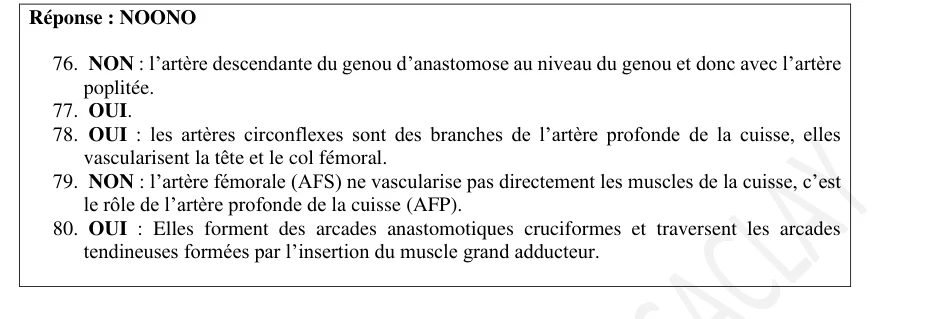 Réponse : NOONO
76. NON : l’artère descendante du genou d’anastomose au niveau du genou et donc avec l’artère
poplitée.
77. OUI.
78. OUI : les artères circonflexes sont des branches de l’artère profonde de la cuisse, elles
vascularisent la tête et le col fémoral.
79. NON : l’artère fémorale (AFS) ne vascularise pas directement les muscles de la cuisse, c’est
le rôle de l’artère profonde de la cuisse (AFP).
80. OUI : Elles forment des arcades anastomotiques cruciformes et traversent les arcades
tendineuses formées par l’insertion du muscle grand adducteur.
SACLAY